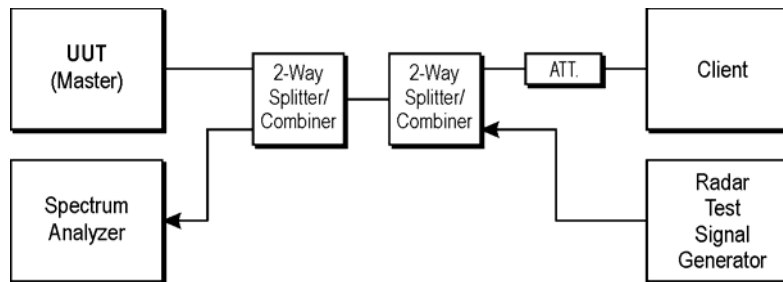 UUT
(Master)
2-Way
Splitter/
Combiner
2-Way
Splitter/
Combiner
ATT.
Client
Spectrum
Analyzer
Radar
Test
Signal
Generator